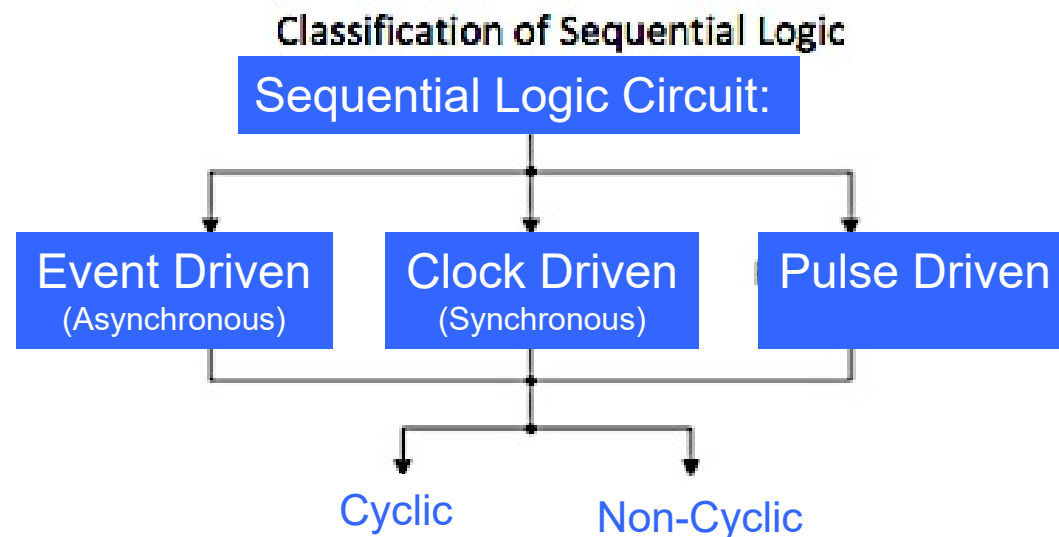 Classification of Sequential Logic
Sequential Logic Circuit:
Event Driven
(Asynchronous)
Clock Driven
(Synchronous)
Pulse Driven
Cyclic
Non-Cyclic